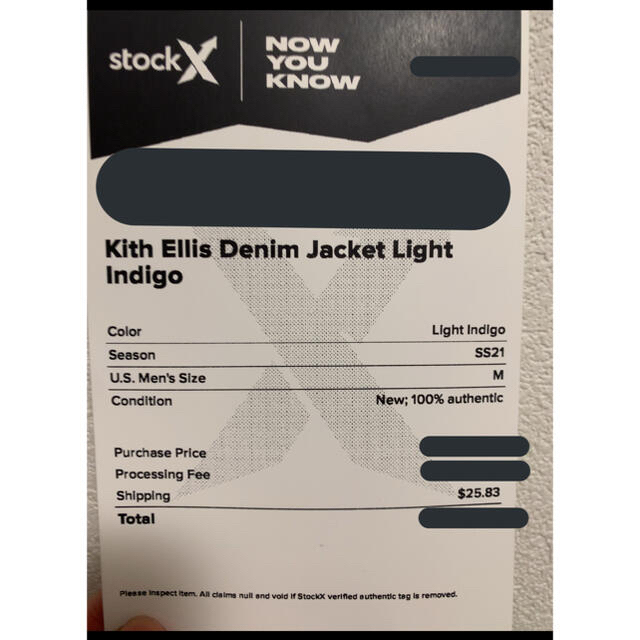 stockX
NOW
YOU
KNOW
Kith Ellis Denim Jacket Light
Indigo
Color Light Indigo
Season SS21
U.S. Men's Size M
Condition New; 100% authentic
Purchase Price
Processing Fee
Shipping $25.83
Total
Please inspect item. All claims null and void if StockX verified authentic tag is removed.